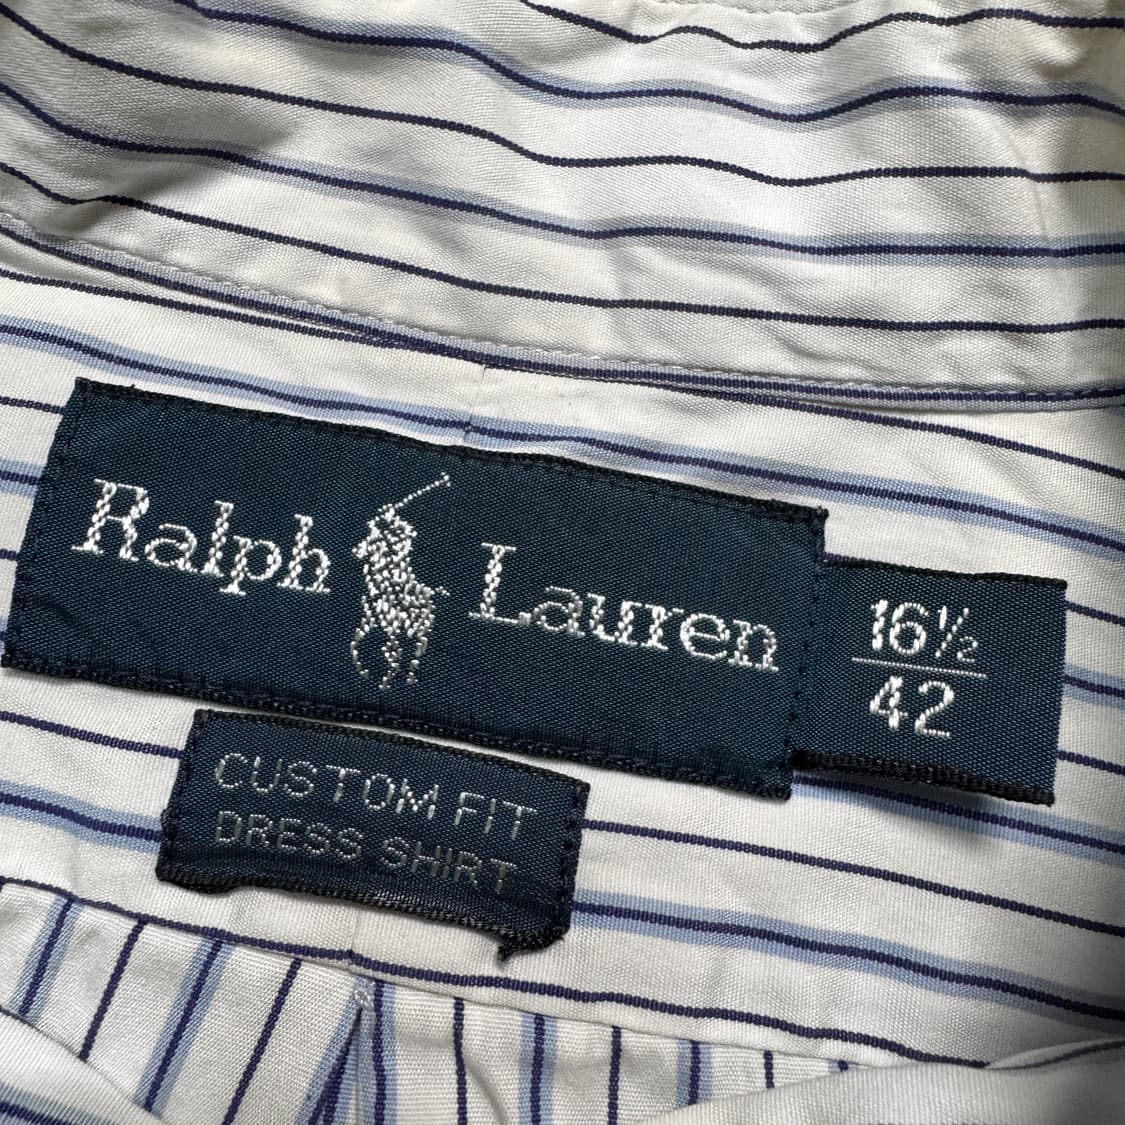 Ralph Lauren
16½
42
CUSTOM FIT
DRESS SHIRT